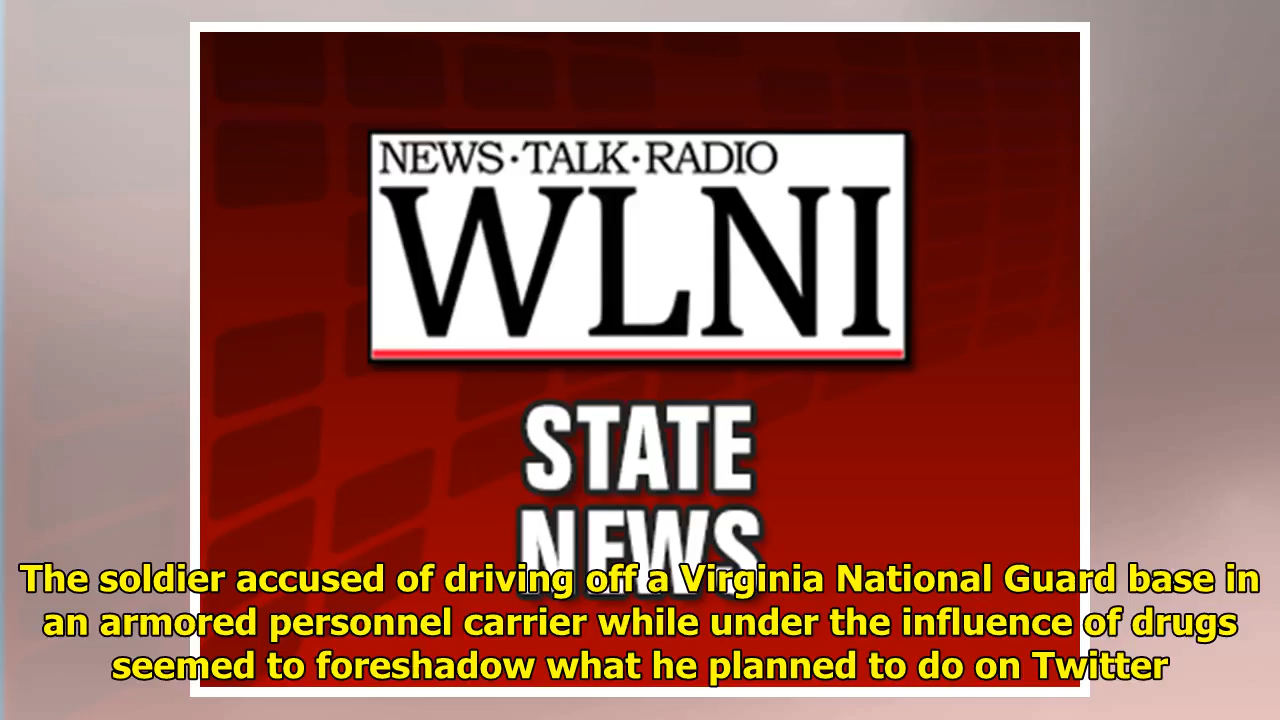 NEWS·TALK·RADIO
WLNI
STATE
NEWS
The soldier accused of driving off a Virginia National Guard base in
an armored personnel carrier while under the influence of drugs
seemed to foreshadow what he planned to do on Twitter